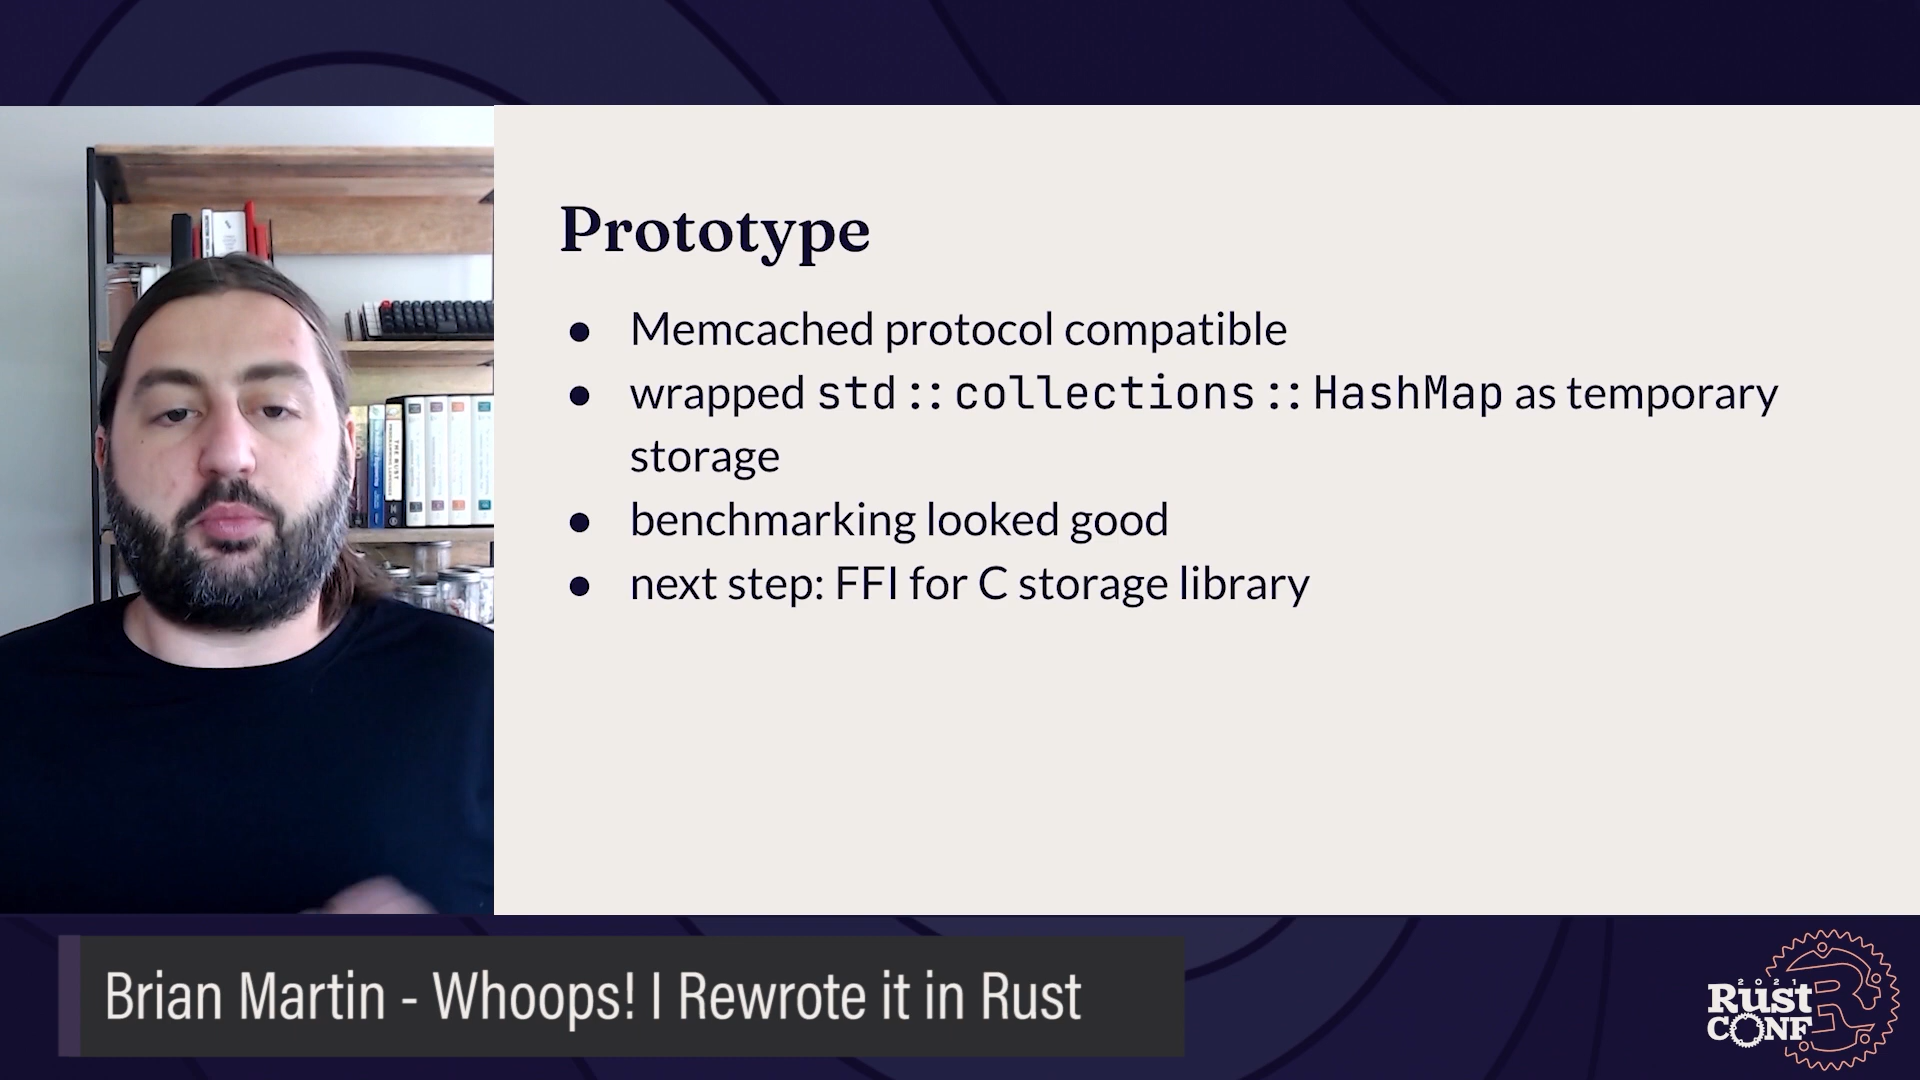 Prototype
● Memcached protocol compatible
● wrapped std::collections::HashMap as temporary
storage
● benchmarking looked good
● next step: FFI for C storage library
Brian Martin - Whoops! I Rewrote it in Rust
2021
Rust
CONF
R